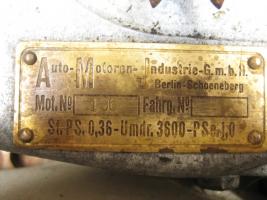 Auto-Motoren-Industrie-G.m.b.H.
Berlin-Schoeneberg
Mot. No Fahrg. No
St.PS. 0,36-Umdr. 3600-PSe.1,0